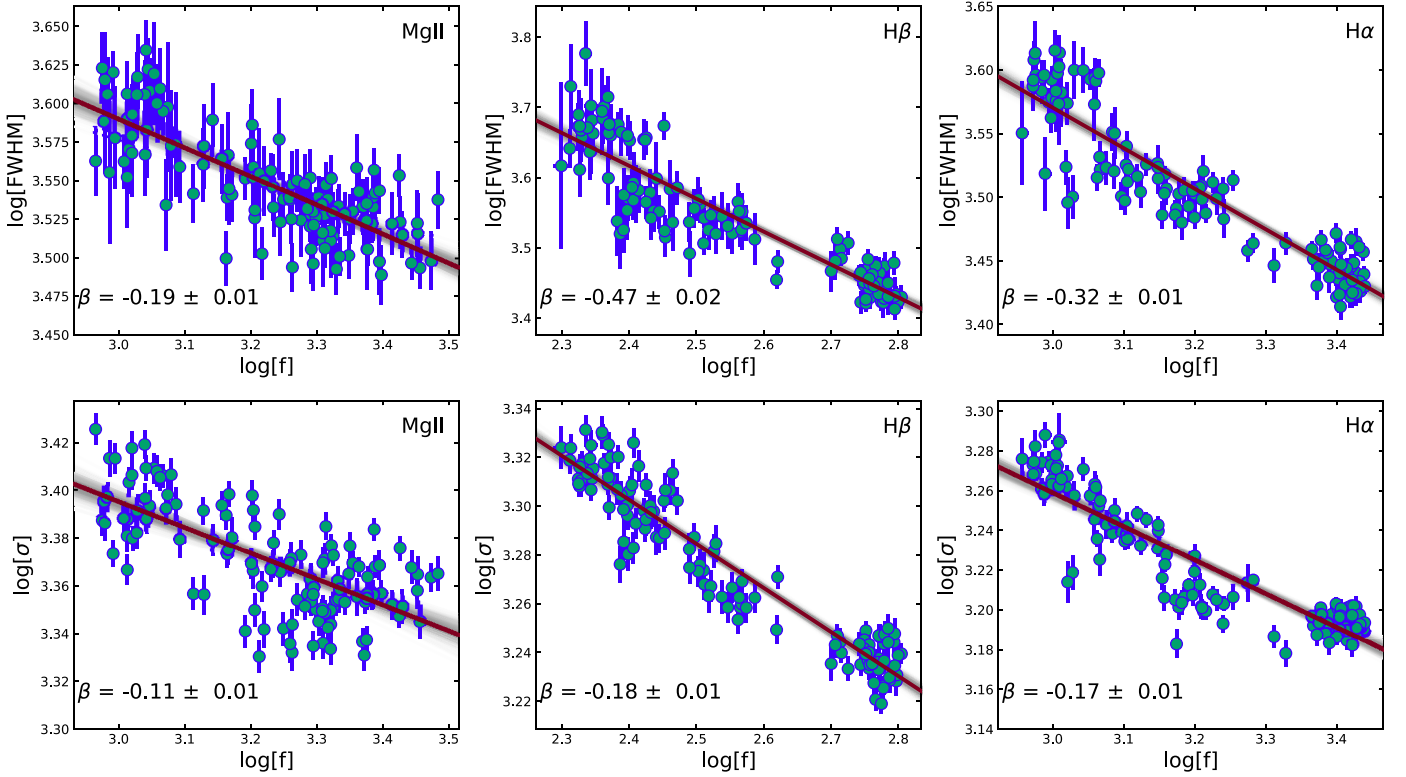 3.650
3.625
3.600
3.575
3.550
3.525
3.500
3.475
3.450
log[FWHM]
MgII
β = -0.19 ± 0.01
3.0 3.1 3.2 3.3 3.4 3.5
log[f]
3.8
3.7
3.6
3.5
3.4
log[FWHM]
Hβ
β = -0.47 ± 0.02
2.3 2.4 2.5 2.6 2.7 2.8
log[f]
3.65
3.60
3.55
3.50
3.45
3.40
log[FWHM]
Hα
β = -0.32 ± 0.01
3.0 3.1 3.2 3.3 3.4
log[f]
3.42
3.40
3.38
3.36
3.34
3.30
log[σ]
MgII
β = -0.11 ± 0.01
3.0 3.1 3.2 3.3 3.4 3.5
log[f]
3.34
3.32
3.30
3.28
3.26
3.24
3.22
log[σ]
Hβ
β = -0.18 ± 0.01
2.3 2.4 2.5 2.6 2.7 2.8
log[f]
3.30
3.28
3.26
3.24
3.22
3.20
3.18
3.16
3.14
log[σ]
Hα
β = -0.17 ± 0.01
3.0 3.1 3.2 3.3 3.4
log[f]